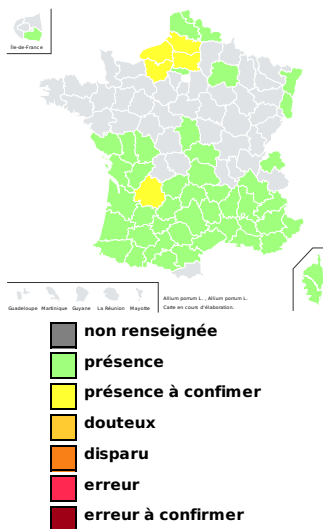 Île-de-France
Guadeloupe Martinique Guyane La Réunion Mayotte
Allium porrum L. , Allium porrum L.
Carte en cours d'élaboration.
non renseignée
présence
présence à confimer
douteux
disparu
erreur
erreur à confirmer